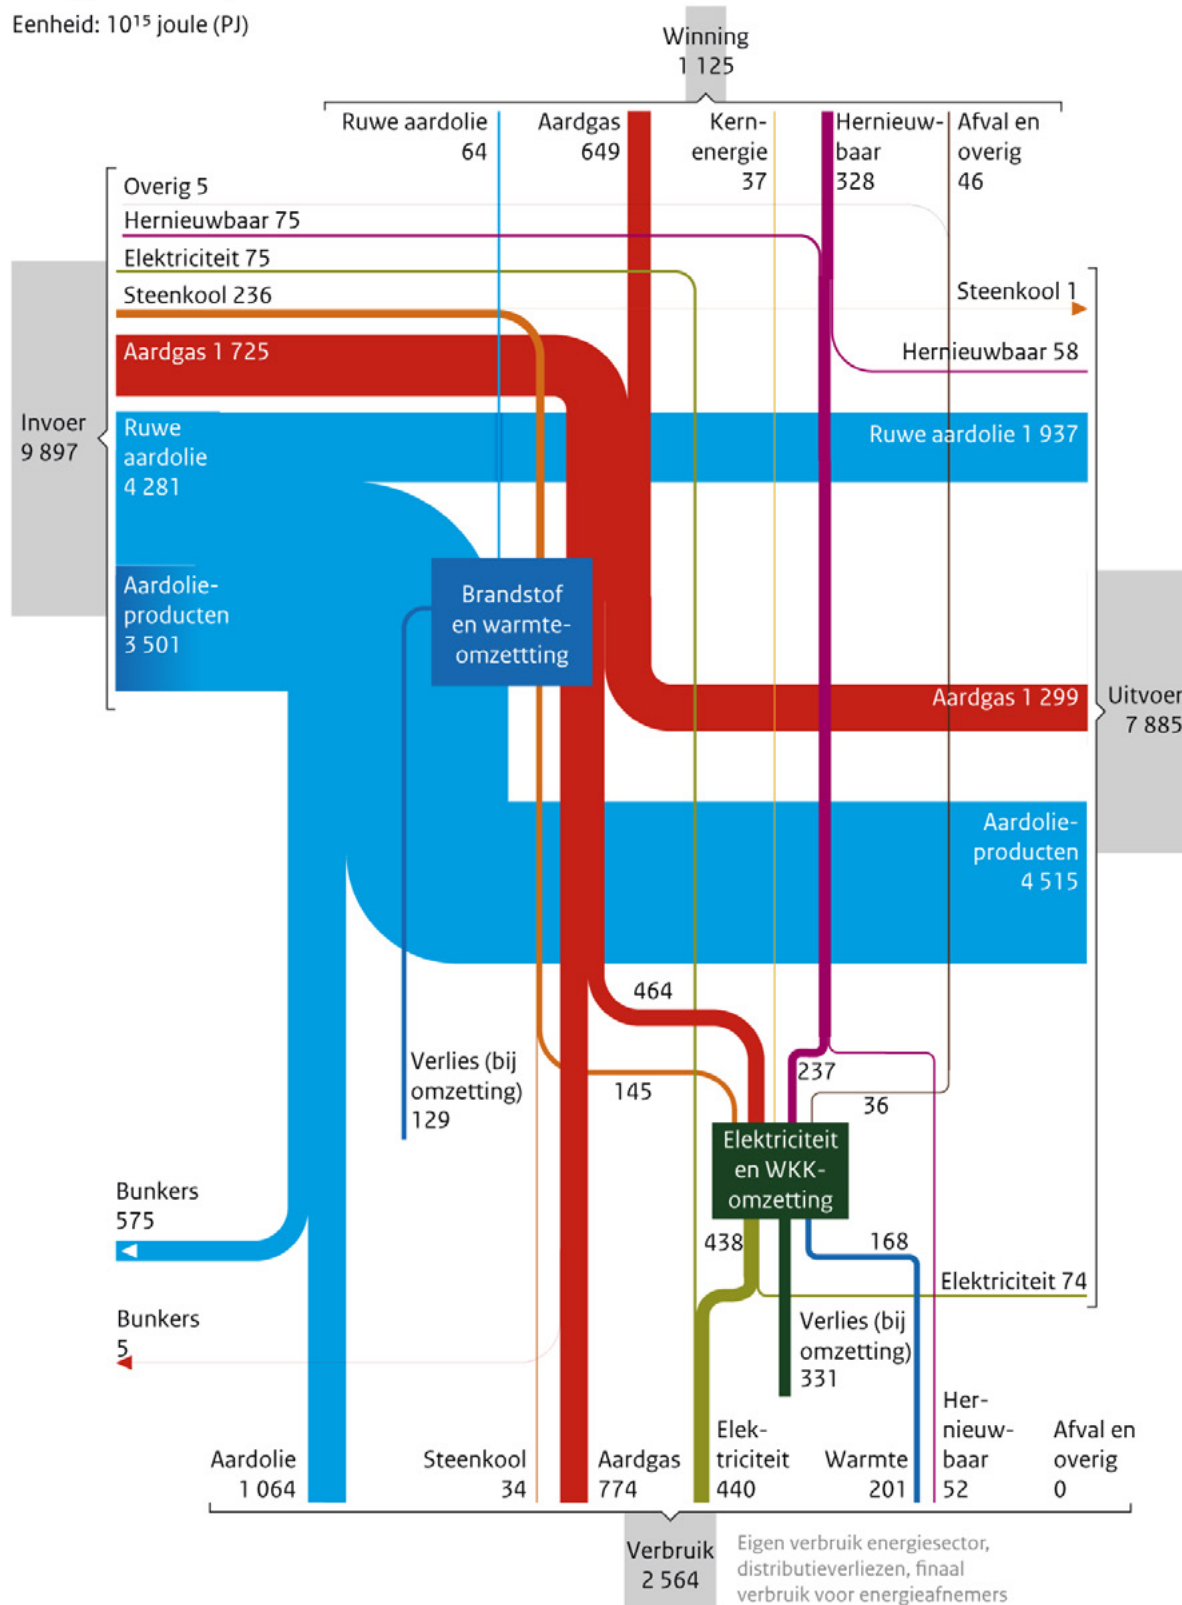 Eenheid: 10¹⁵ joule (PJ)
Winning
1 125
Ruwe aardolie
64
Aardgas
649
Kern-
energie
37
Hernieuw-
baar
328
Afval en
overig
46
Overig 5
Hernieuwbaar 75
Elektriciteit 75
Steenkool 236
Aardgas 1 725
Invoer
9 897
Ruwe
aardolie
4 281
Aardolie-
producten
3 501
Steenkool 1
Hernieuwbaar 58
Ruwe aardolie 1 937
Brandstof
en warmte-
omzettting
Aardgas 1 299
Uitvoer
7 885
Aardolie-
producten
4 515
464
Verlies (bij
omzetting)
129
145
237
36
Elektriciteit
en WKK-
omzetting
Bunkers
575
438
168
Elektriciteit 74
Bunkers
5
Verlies (bij
omzetting)
331
Aardolie
1 064
Steenkool
34
Aardgas
774
Elek-
triciteit
440
Warmte
201
Her-
nieuw-
baar
52
Afval en
overig
0
Verbruik
2 564
Eigen verbruik energiesector,
distributieverliezen, finaal
verbruik voor energieafnemers